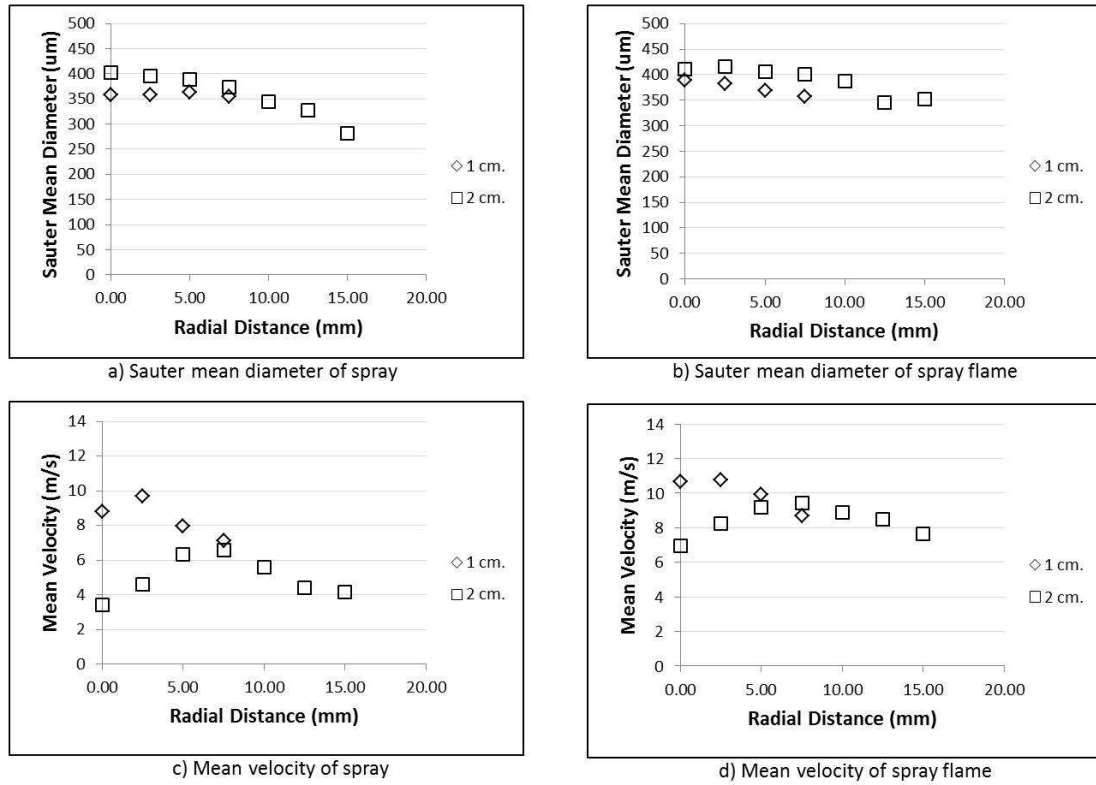 Sauter Mean Diameter (um)
500
450
400
350
300
250
200
150
100
50
0
0.00 5.00 10.00 15.00 20.00
Radial Distance (mm)
1 cm.
2 cm.
a) Sauter mean diameter of spray
Sauter Mean Diameter (um)
500
450
400
350
300
250
200
150
100
50
0
0.00 5.00 10.00 15.00 20.00
Radial Distance (mm)
1 cm.
2 cm.
b) Sauter mean diameter of spray flame
Mean Velocity (m/s)
14
12
10
8
6
4
2
0
0.00 5.00 10.00 15.00 20.00
Radial Distance (mm)
1 cm.
2 cm.
c) Mean velocity of spray
Mean Velocity (m/s)
14
12
10
8
6
4
2
0
0.00 5.00 10.00 15.00 20.00
Radial Distance (mm)
1 cm.
2 cm.
d) Mean velocity of spray flame